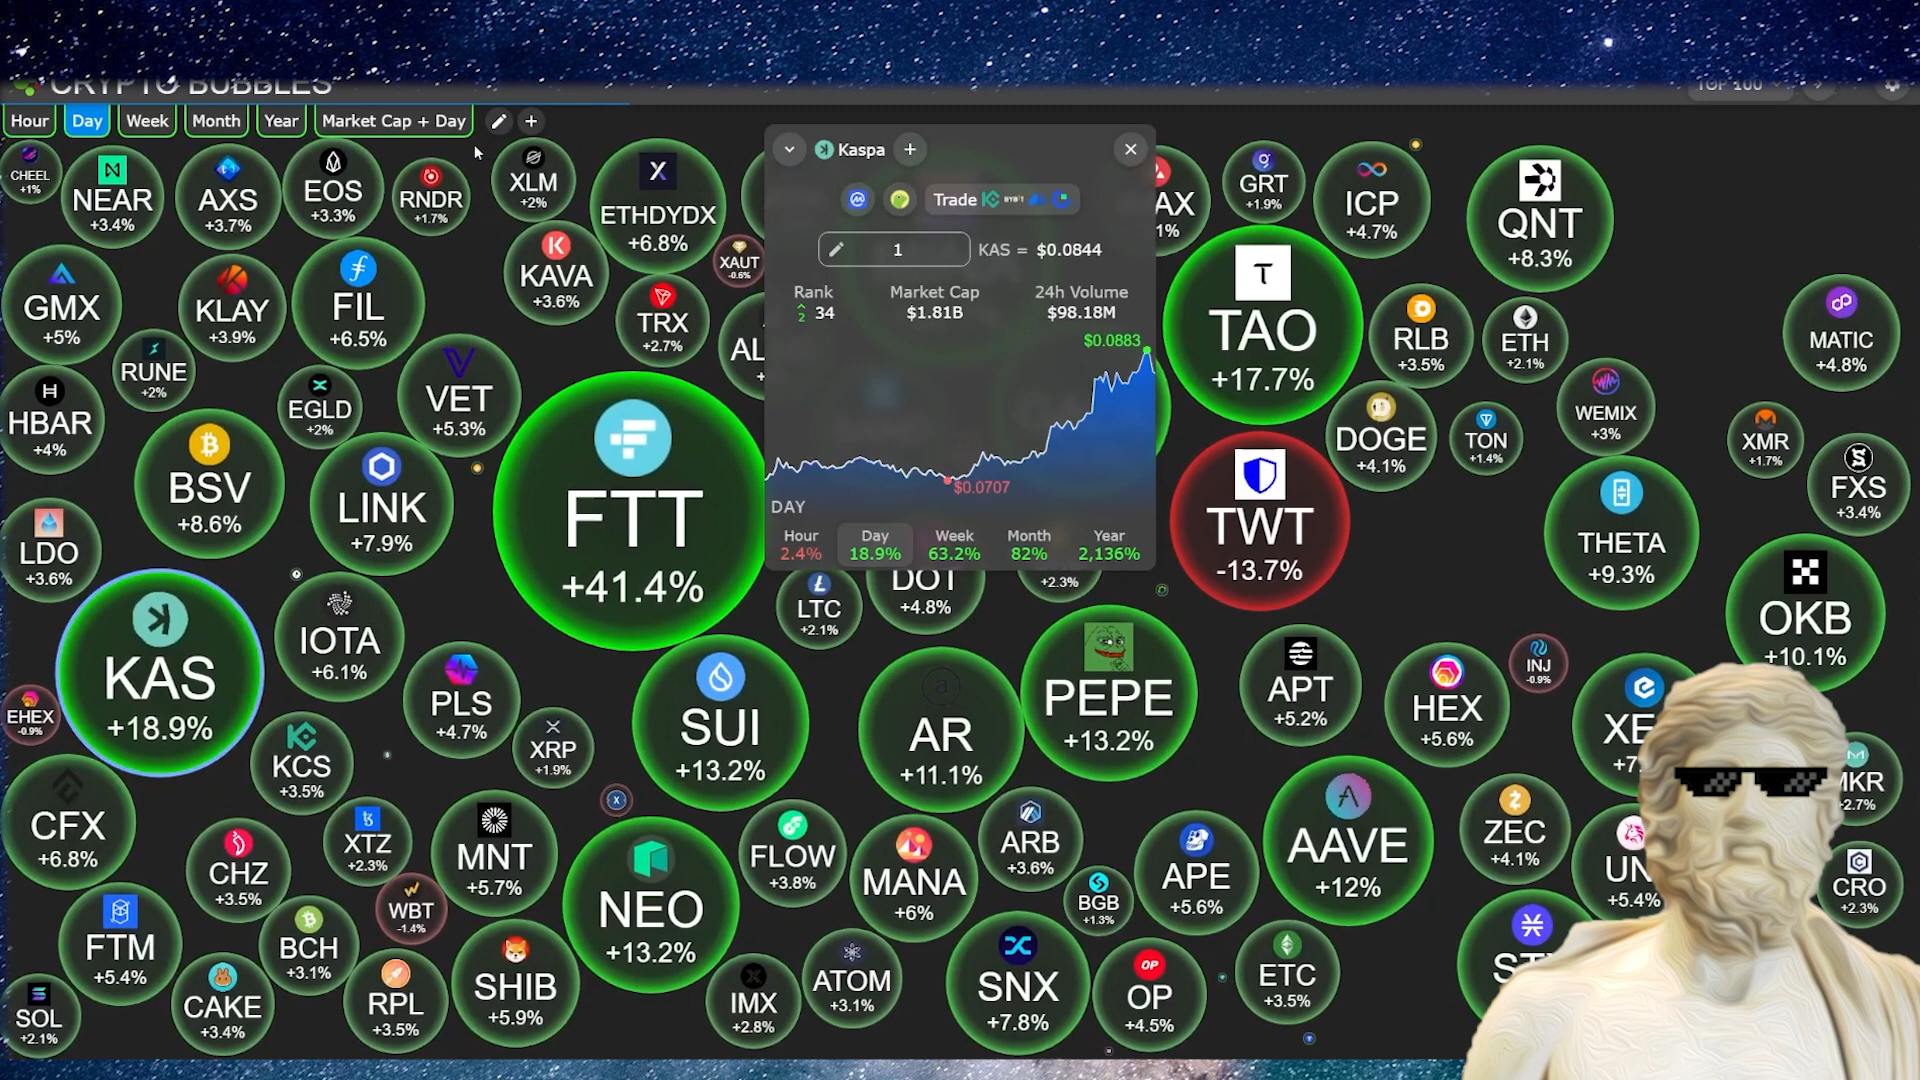 CRYPTO BUBBLES
TOP 100
Hour
Day
Week
Month
Year
Market Cap + Day
CHEEL
+1%
NEAR
+3.4%
AXS
+3.7%
EOS
+3.3%
RNDR
+1.7%
XLM
+2%
ETHDYDX
+6.8%
XAUT
-0.6%
Kaspa
Trade
BYBIT
1
KAS = $0.0844
Rank
2 34
Market Cap
$1.81B
24h Volume
$98.18M
$0.0883
$0.0707
DAY
Hour
2.4%
Day
18.9%
Week
63.2%
Month
82%
Year
2,136%
AX
1%
GRT
+1.9%
ICP
+4.7%
QNT
+8.3%
GMX
+5%
KLAY
+3.9%
FIL
+6.5%
KAVA
+3.6%
TRX
+2.7%
AL
+
TAO
+17.7%
RLB
+3.5%
ETH
+2.1%
MATIC
+4.8%
RUNE
+2%
HBAR
+4%
EGLD
+2%
VET
+5.3%
DOGE
+4.1%
TON
+1.4%
WEMIX
+3%
XMR
+1.7%
FXS
+3.4%
BSV
+8.6%
LINK
+7.9%
FTT
+41.4%
TWT
-13.7%
THETA
+9.3%
LDO
+3.6%
LTC
+2.1%
DOT
+4.8%
+2.3%
OKB
+10.1%
KAS
+18.9%
IOTA
+6.1%
PLS
+4.7%
XRP
+1.9%
SUI
+13.2%
AR
+11.1%
PEPE
+13.2%
APT
+5.2%
HEX
+5.6%
INJ
-0.9%
XE
+7.
EHEX
-0.9%
KCS
+3.5%
MKR
+2.7%
CFX
+6.8%
CHZ
+3.5%
XTZ
+2.3%
MNT
+5.7%
NEO
+13.2%
FLOW
+3.8%
MANA
+6%
ARB
+3.6%
APE
+5.6%
AAVE
+12%
ZEC
+4.1%
UN
+5.4%
CRO
+2.3%
WBT
-1.4%
BGB
+1.3%
FTM
+5.4%
BCH
+3.1%
SHIB
+5.9%
ATOM
+3.1%
SNX
+7.8%
OP
OP
+4.5%
ETC
+3.5%
SOL
+2.1%
CAKE
+3.4%
RPL
+3.5%
IMX
+2.8%